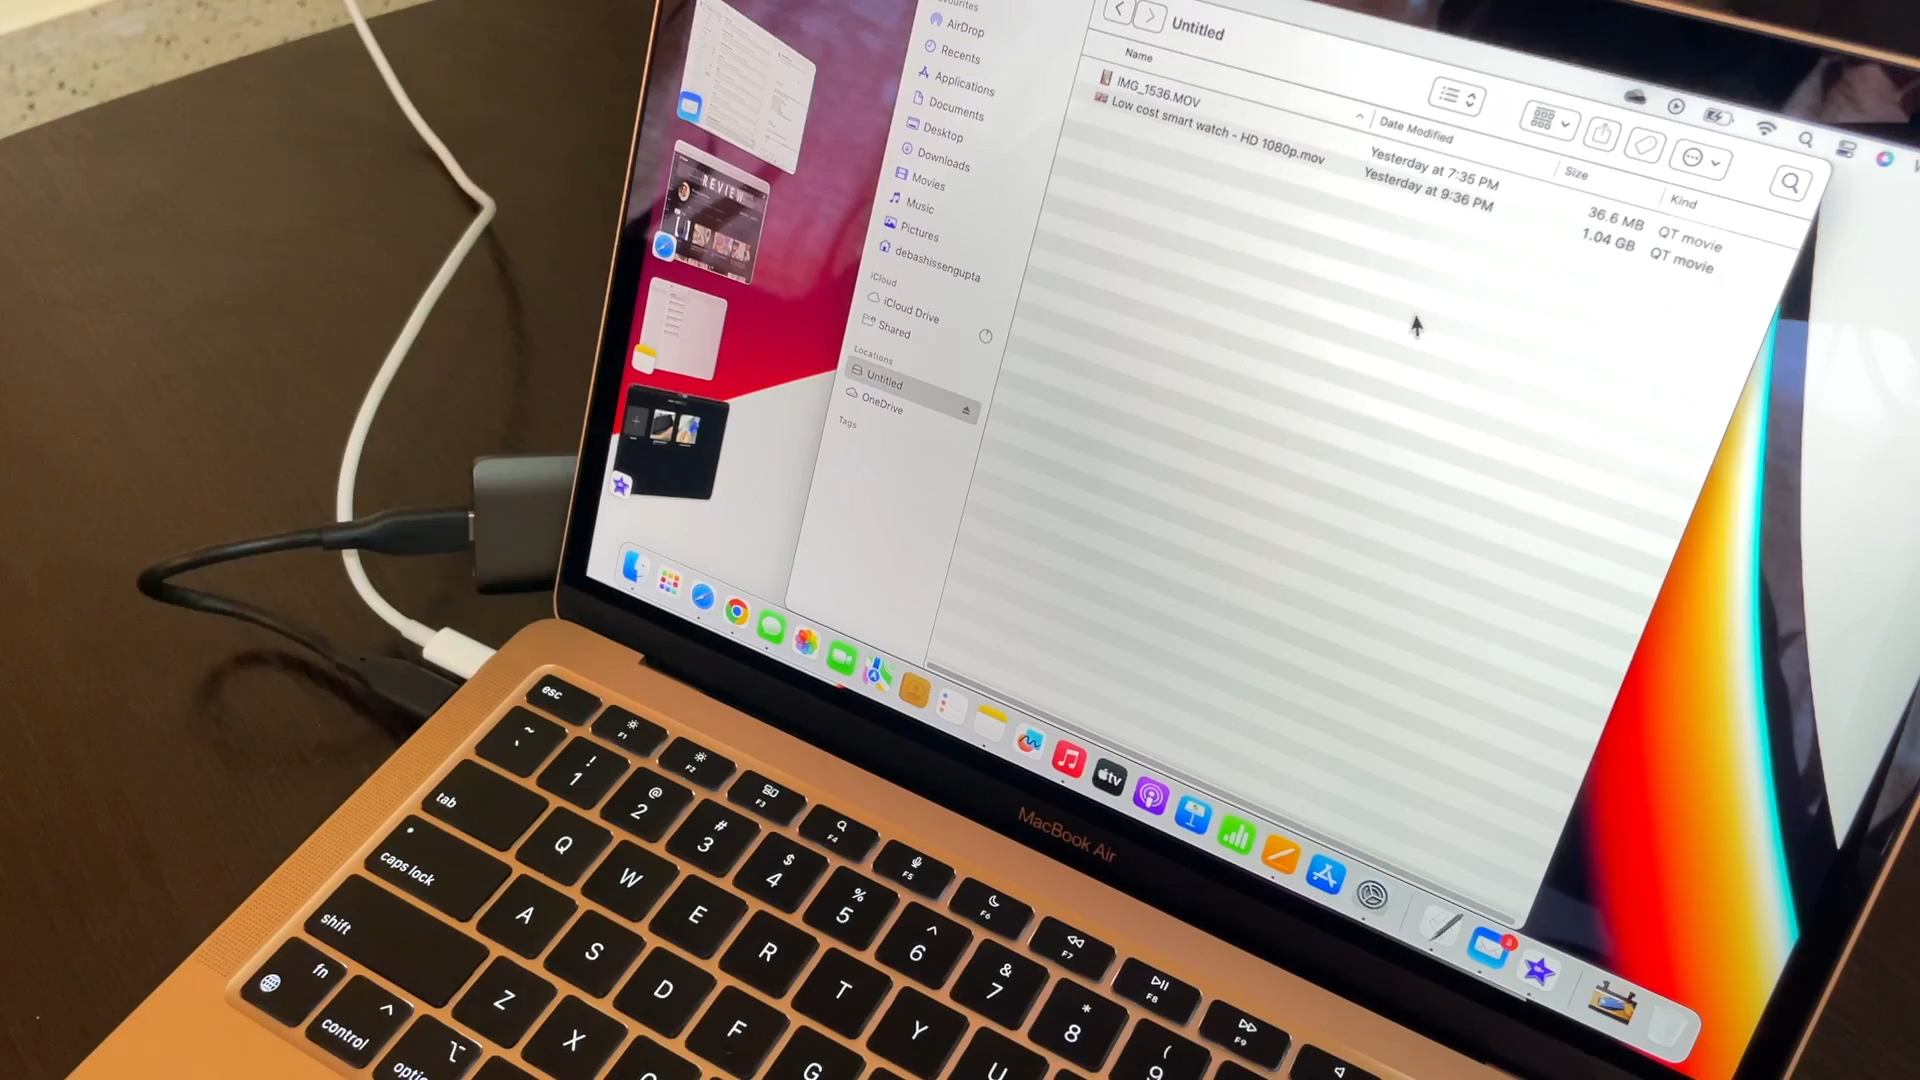 Favourites
AirDrop
Recents
Applications
Documents
Desktop
Downloads
Movies
Music
Pictures
debashissengupta
iCloud
iCloud Drive
Shared
Locations
Untitled
OneDrive
Tags
Untitled
Name
Date Modified
Size
Kind
IMG_1536.MOV
Yesterday at 7:35 PM
36.6 MB
QT movie
Low cost smart watch - HD 1080p.mov
Yesterday at 9:36 PM
1.04 GB
QT movie
REVIEW
tv
3
MacBook Air
esc
F1
F2
F3
F4
F5
F6
F7
F8
F9
~
`
! 1
@ 2
# 3
$ 4
% 5
^ 6
& 7
* 8
( 9
tab
Q W E R T Y U
caps lock
A S D F G
shift
Z X
fn
control
optio